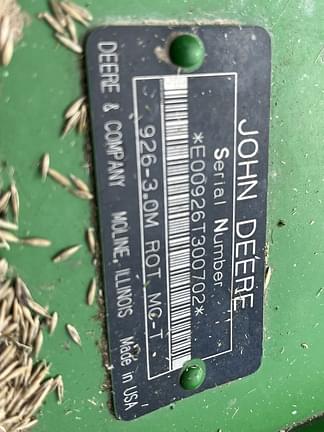 JOHN DEERE
Serial Number
*E00926T300702*
926-3.0M ROT MC-T
DEERE & COMPANY MOLINE, ILLINOIS Made in USA